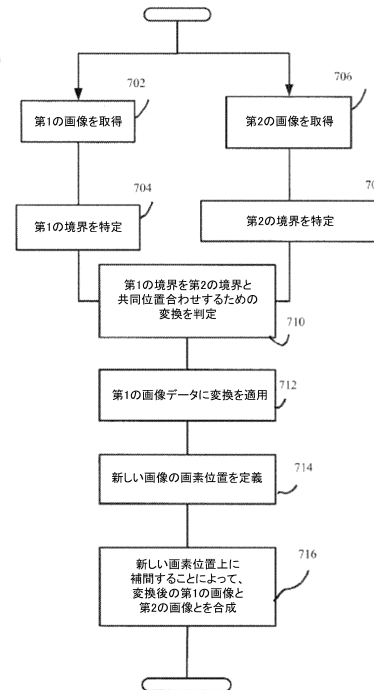 702
706
第1の画像を取得
第2の画像を取得
704
第1の境界を特定
第2の境界を特定
第1の境界を第2の境界と
共同位置合わせするための
変換を判定
710
第1の画像データに変換を適用
712
新しい画像の画素位置を定義
714
新しい画素位置上に
補間することによって、
変換後の第1の画像と
第2の画像とを合成
716